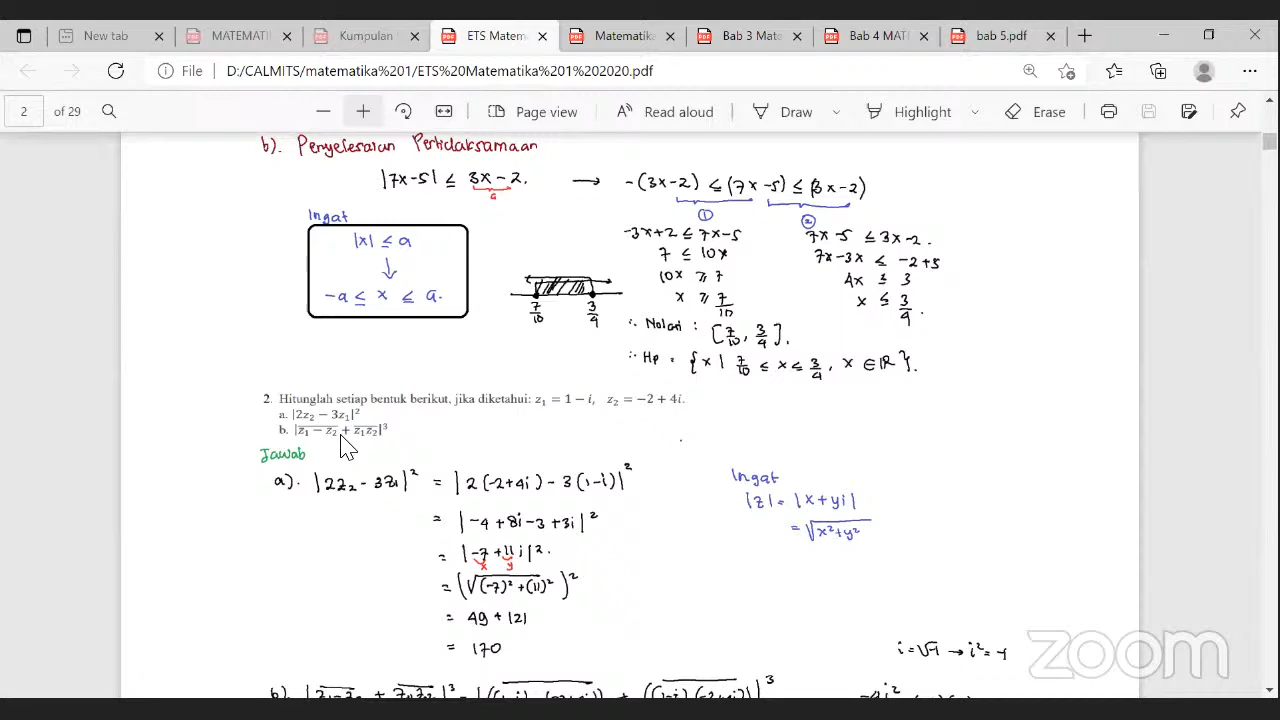 New tab
MATEMATI
Kumpulan
ETS Matem
Matematika
Bab 3 Mate
Bab 4 MATI
bab 5.pdf
File D:/CALMITS/matematika%201/ETS%20Matematika%201%202020.pdf
2 of 29
Page view
Read aloud
Draw
Highlight
Erase
b). Penyelesaian Pertidaksamaan
|7x-5| ≤ 3x-2. → -(3x-2) ≤ (7x-5) ≤ (3x-2)
a
① ②
Ingat
|x| ≤ a
↓
-a ≤ x ≤ a.
7/10 3/4
-3x+2 ≤ 7x-5
7 ≤ 10x
10x ≥ 7
x ≥ 7/10
7x-5 ≤ 3x-2.
7x-3x ≤ -2+5
4x ≤ 3
x ≤ 3/4.
∴ Notasi : [7/10, 3/4].
∴ Hp = {x | 7/10 ≤ x ≤ 3/4, x ∈ ℝ}.
2. Hitunglah setiap bentuk berikut, jika diketahui: z₁ = 1 − i, z₂ = −2 + 4i.
a. |2z₂ − 3z₁|²
b. |z̅₁ − z̅₂ + z̅₁z̅₂|³
Jawab
a). |2z₂ - 3z₁|² = |2(-2+4i) - 3(1-i)|²
= |-4+8i-3+3i|²
= |-7+11i|².
x y
= (√((-7)²+(11)²))²
= 49 + 121
= 170
Ingat
|z| = |x+yi|
= √(x²+y²)
i=√-1 → i²=-1
zoom